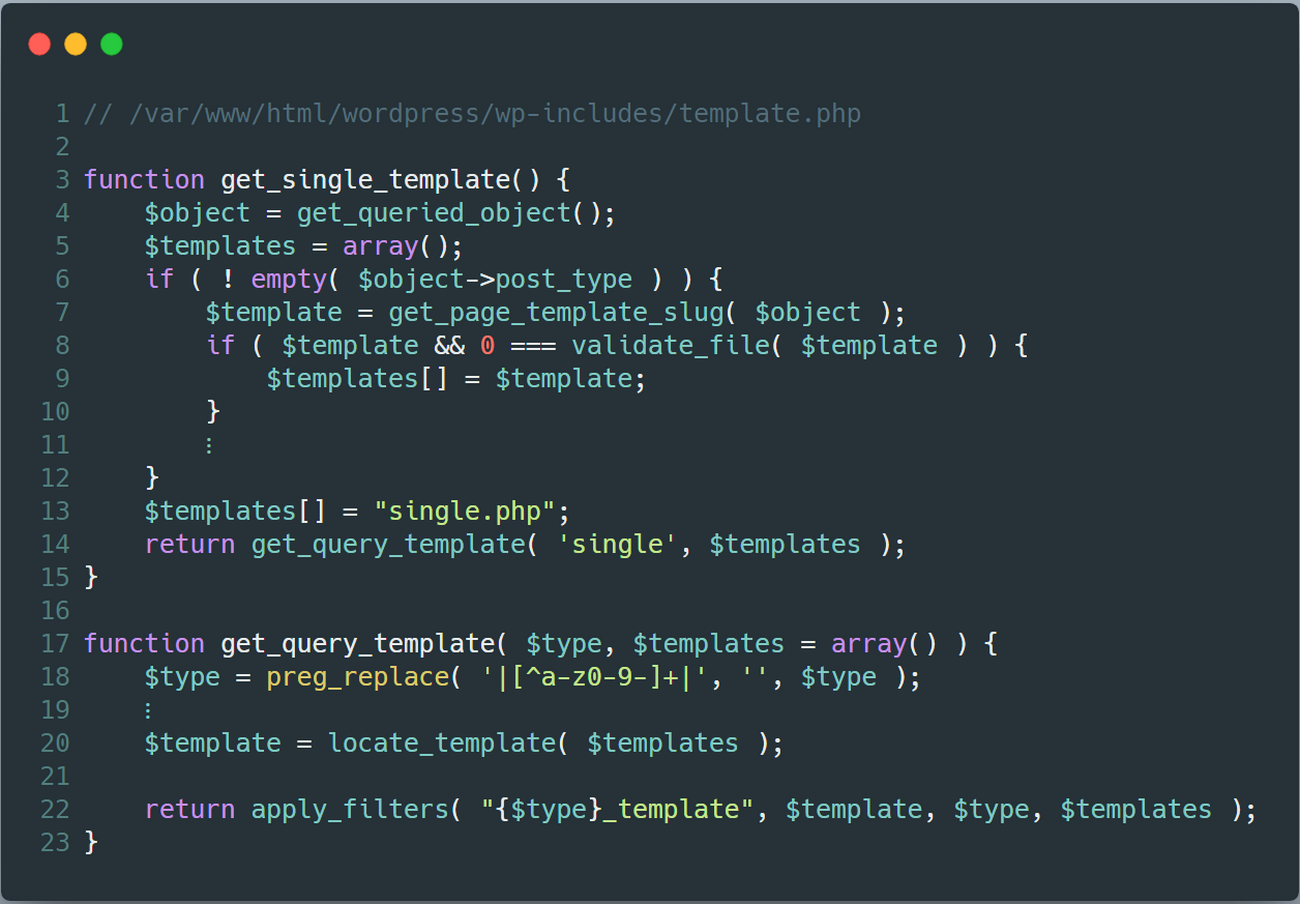 1 // /var/www/html/wordpress/wp-includes/template.php
2
3 function get_single_template() {
4     $object = get_queried_object();
5     $templates = array();
6     if ( ! empty( $object->post_type ) ) {
7         $template = get_page_template_slug( $object );
8         if ( $template && 0 === validate_file( $template ) ) {
9             $templates[] = $template;
10         }
11         ⋮
12     }
13     $templates[] = "single.php";
14     return get_query_template( 'single', $templates );
15 }
16
17 function get_query_template( $type, $templates = array() ) {
18     $type = preg_replace( '|[^a-z0-9-]+|', '', $type );
19     ⋮
20     $template = locate_template( $templates );
21
22     return apply_filters( "{$type}_template", $template, $type, $templates );
23 }